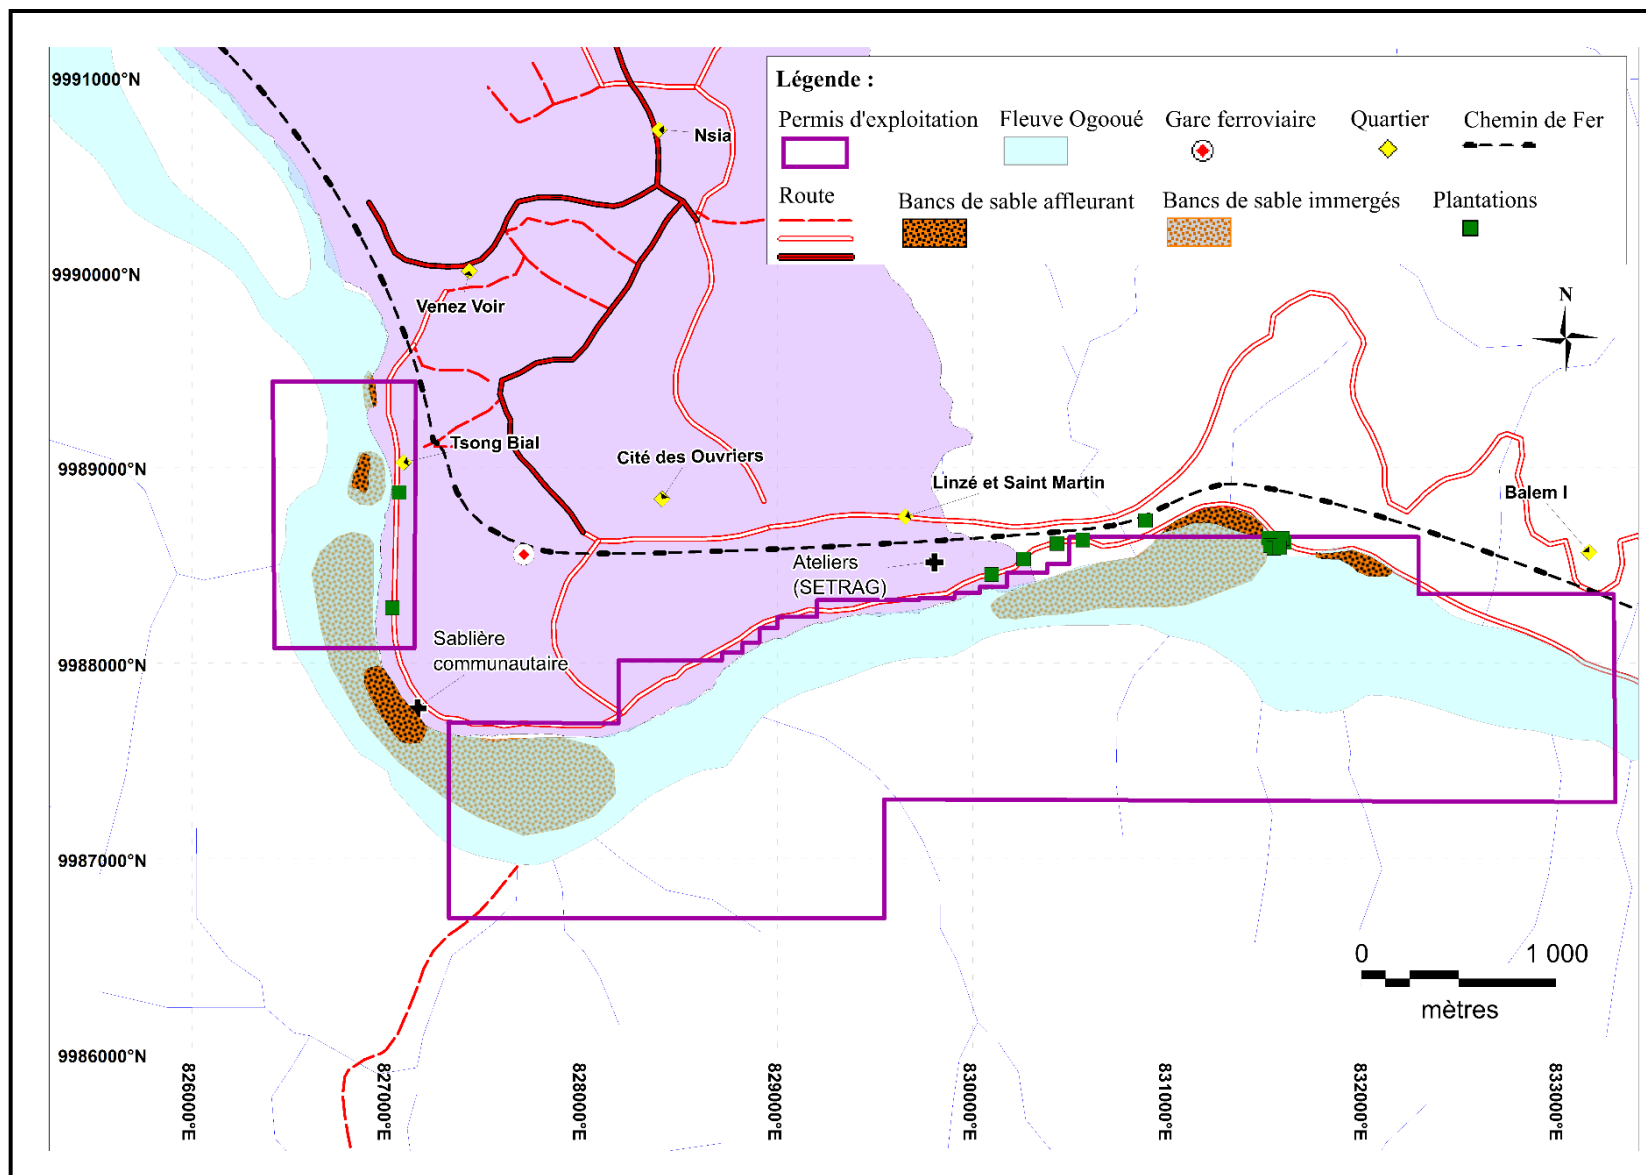 Légende :
Permis d'exploitation
Fleuve Ogooué
Gare ferroviaire
Quartier
Chemin de Fer
Route
Bancs de sable affleurant
Bancs de sable immergés
Plantations
9991000°N
9990000°N
9989000°N
9988000°N
9987000°N
9986000°N
Nsia
Venez Voir
Tsong Bial
Cité des Ouvriers
Linzé et Saint Martin
Balem I
Ateliers
(SETRAG)
Sablière
communautaire
N
0 1 000
mètres
826000°E
827000°E
828000°E
829000°E
830000°E
831000°E
832000°E
833000°E